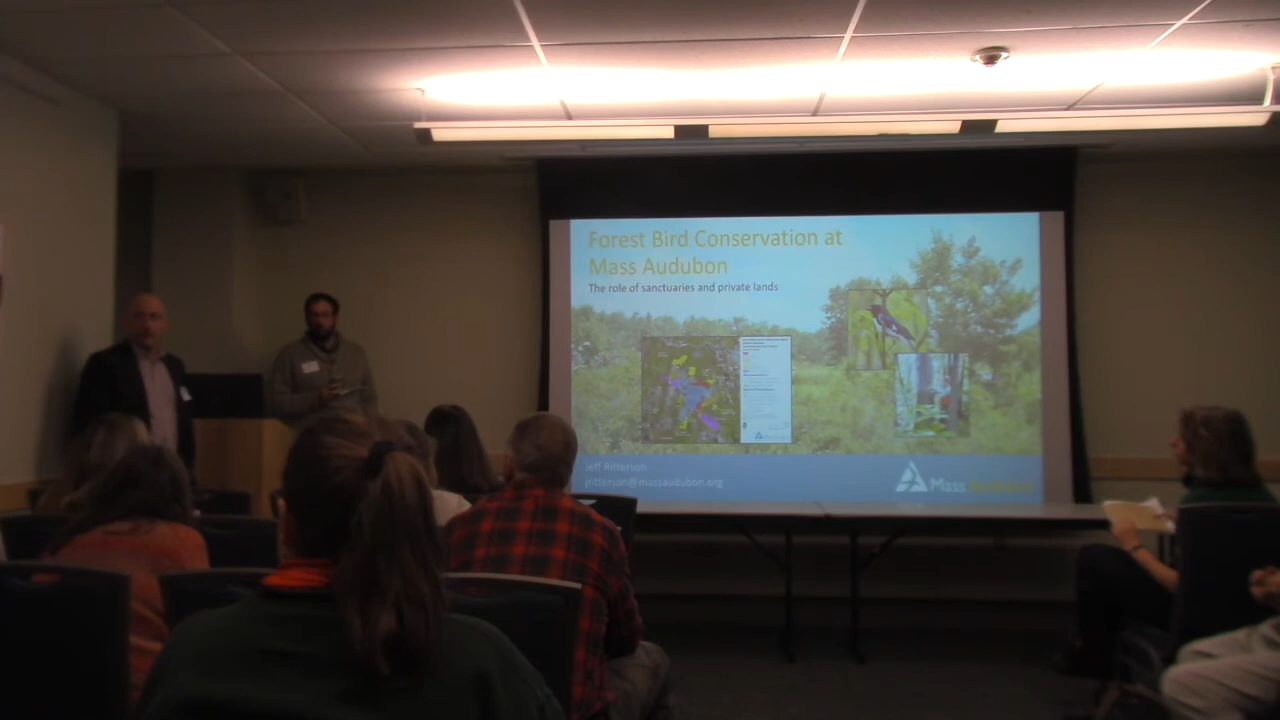 Forest Bird Conservation at
Mass Audubon
The role of sanctuaries and private lands
Jeff Ritterson
jritterson@massaudubon.org
Mass Audubon